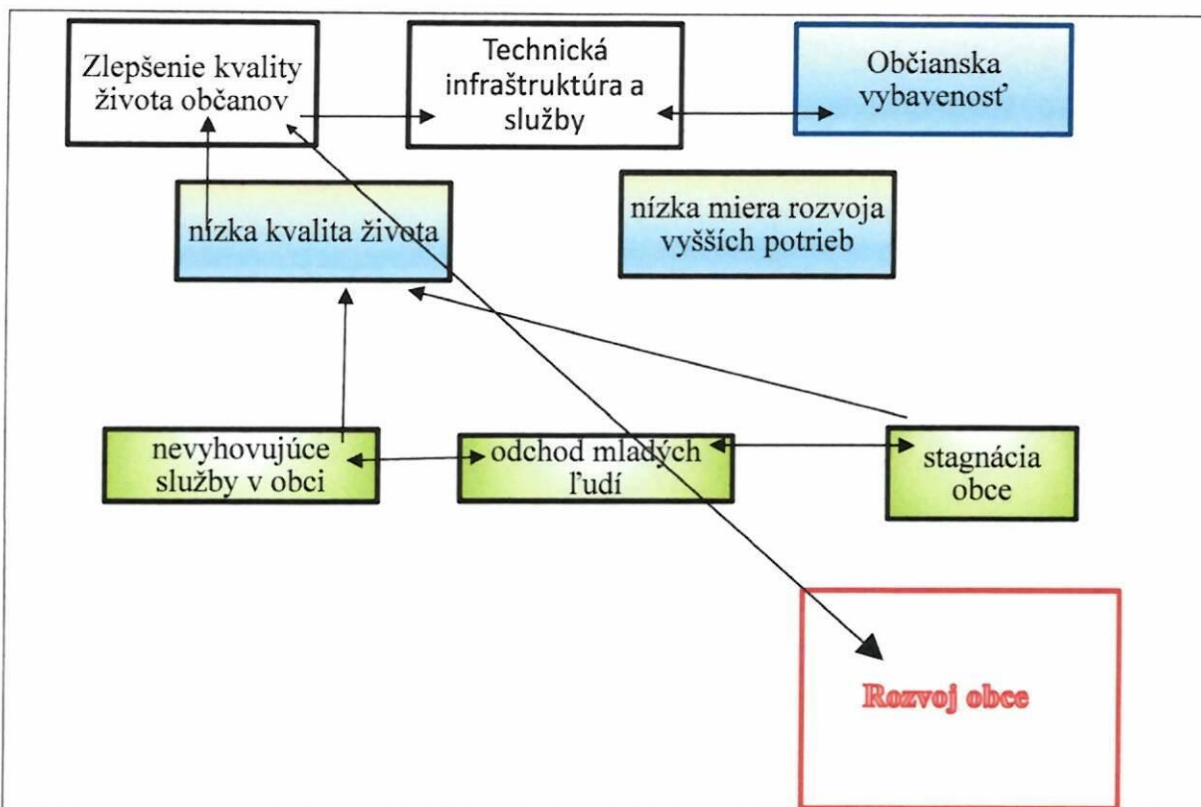 Zlepšenie kvality
života občanov
Technická
infraštruktúra a
služby
Občianska
vybavenosť
nízka kvalita života
nízka miera rozvoja
vyšších potrieb
nevyhovujúce
služby v obci
odchod mladých
ľudí
stagnácia
obce
Rozvoj obce